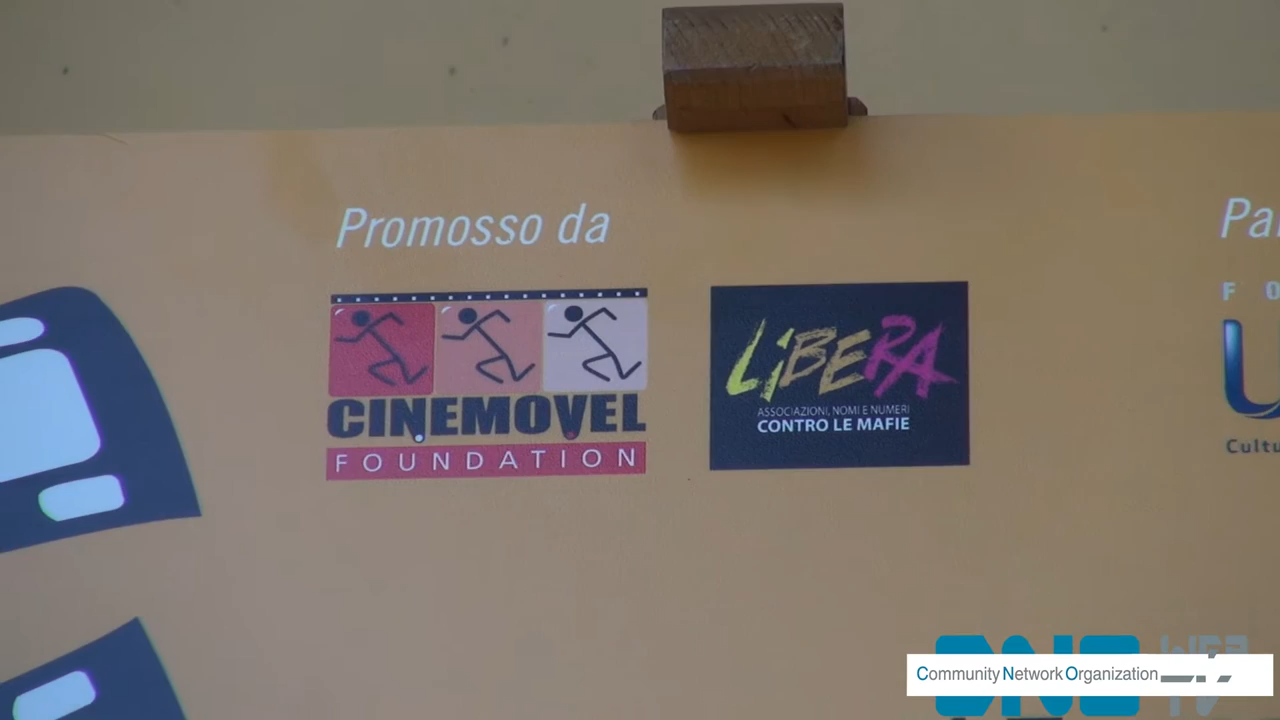 Promosso da
CINEMOVEL
FOUNDATION
LiBERA
ASSOCIAZIONI, NOMI E NUMERI
CONTRO LE MAFIE
Community Network Organization